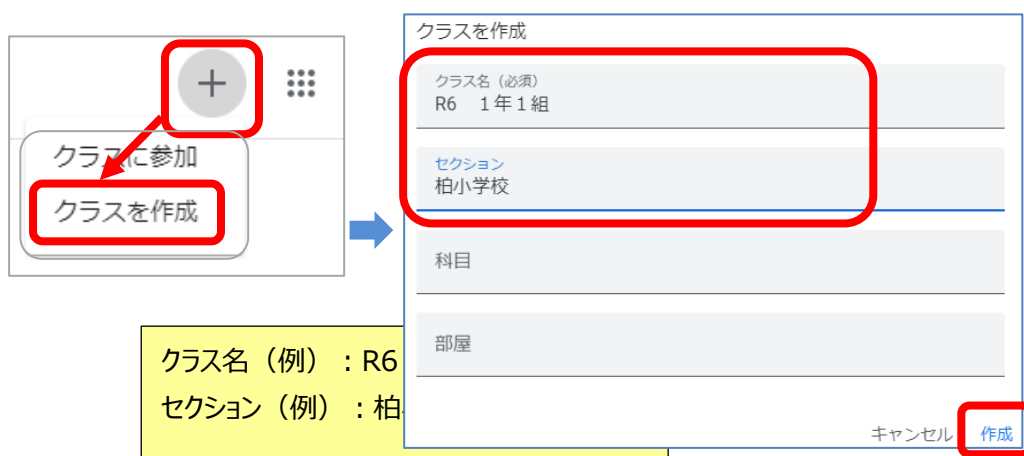 クラスに参加
クラスを作成
クラスを作成
クラス名（必須）
R6　１年１組
セクション
柏小学校
科目
部屋
キャンセル　作成
クラス名（例）：R6
セクション（例）：柏